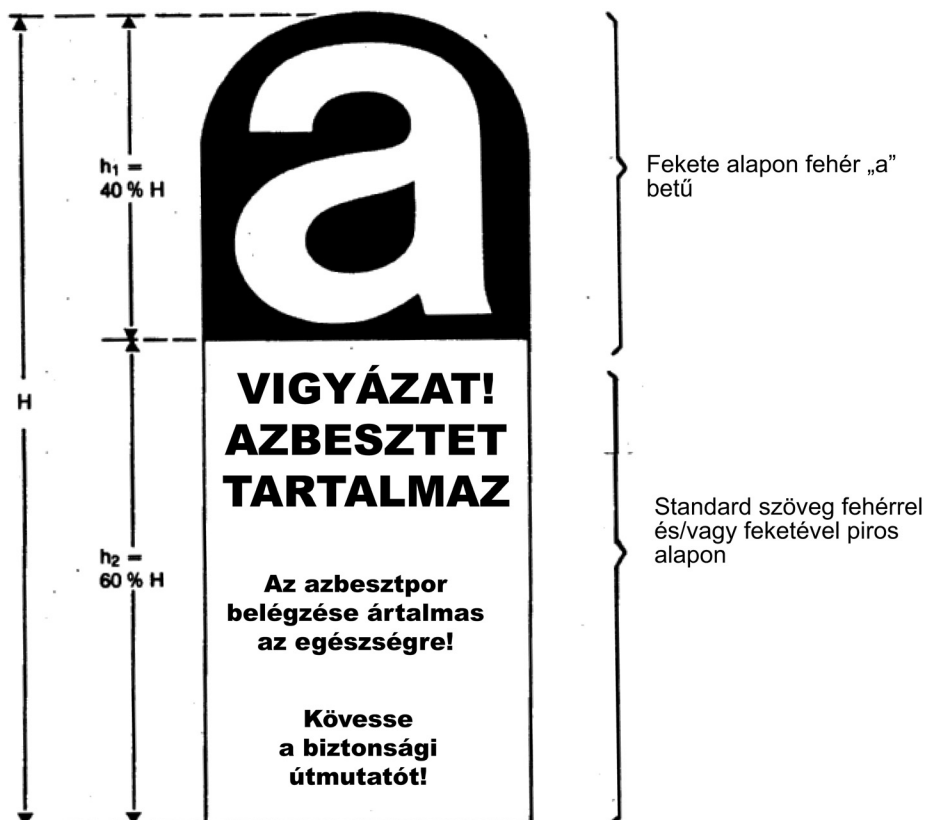 a
h₁ =
40 % H
Fekete alapon fehér „a”
betű
H
VIGYÁZAT!
AZBESZTET
TARTALMAZ
h₂ =
60 % H
Standard szöveg fehérrel
és/vagy feketével piros
alapon
Az azbesztpor
belégzése ártalmas
az egészségre!
Kövesse
a biztonsági
útmutatót!